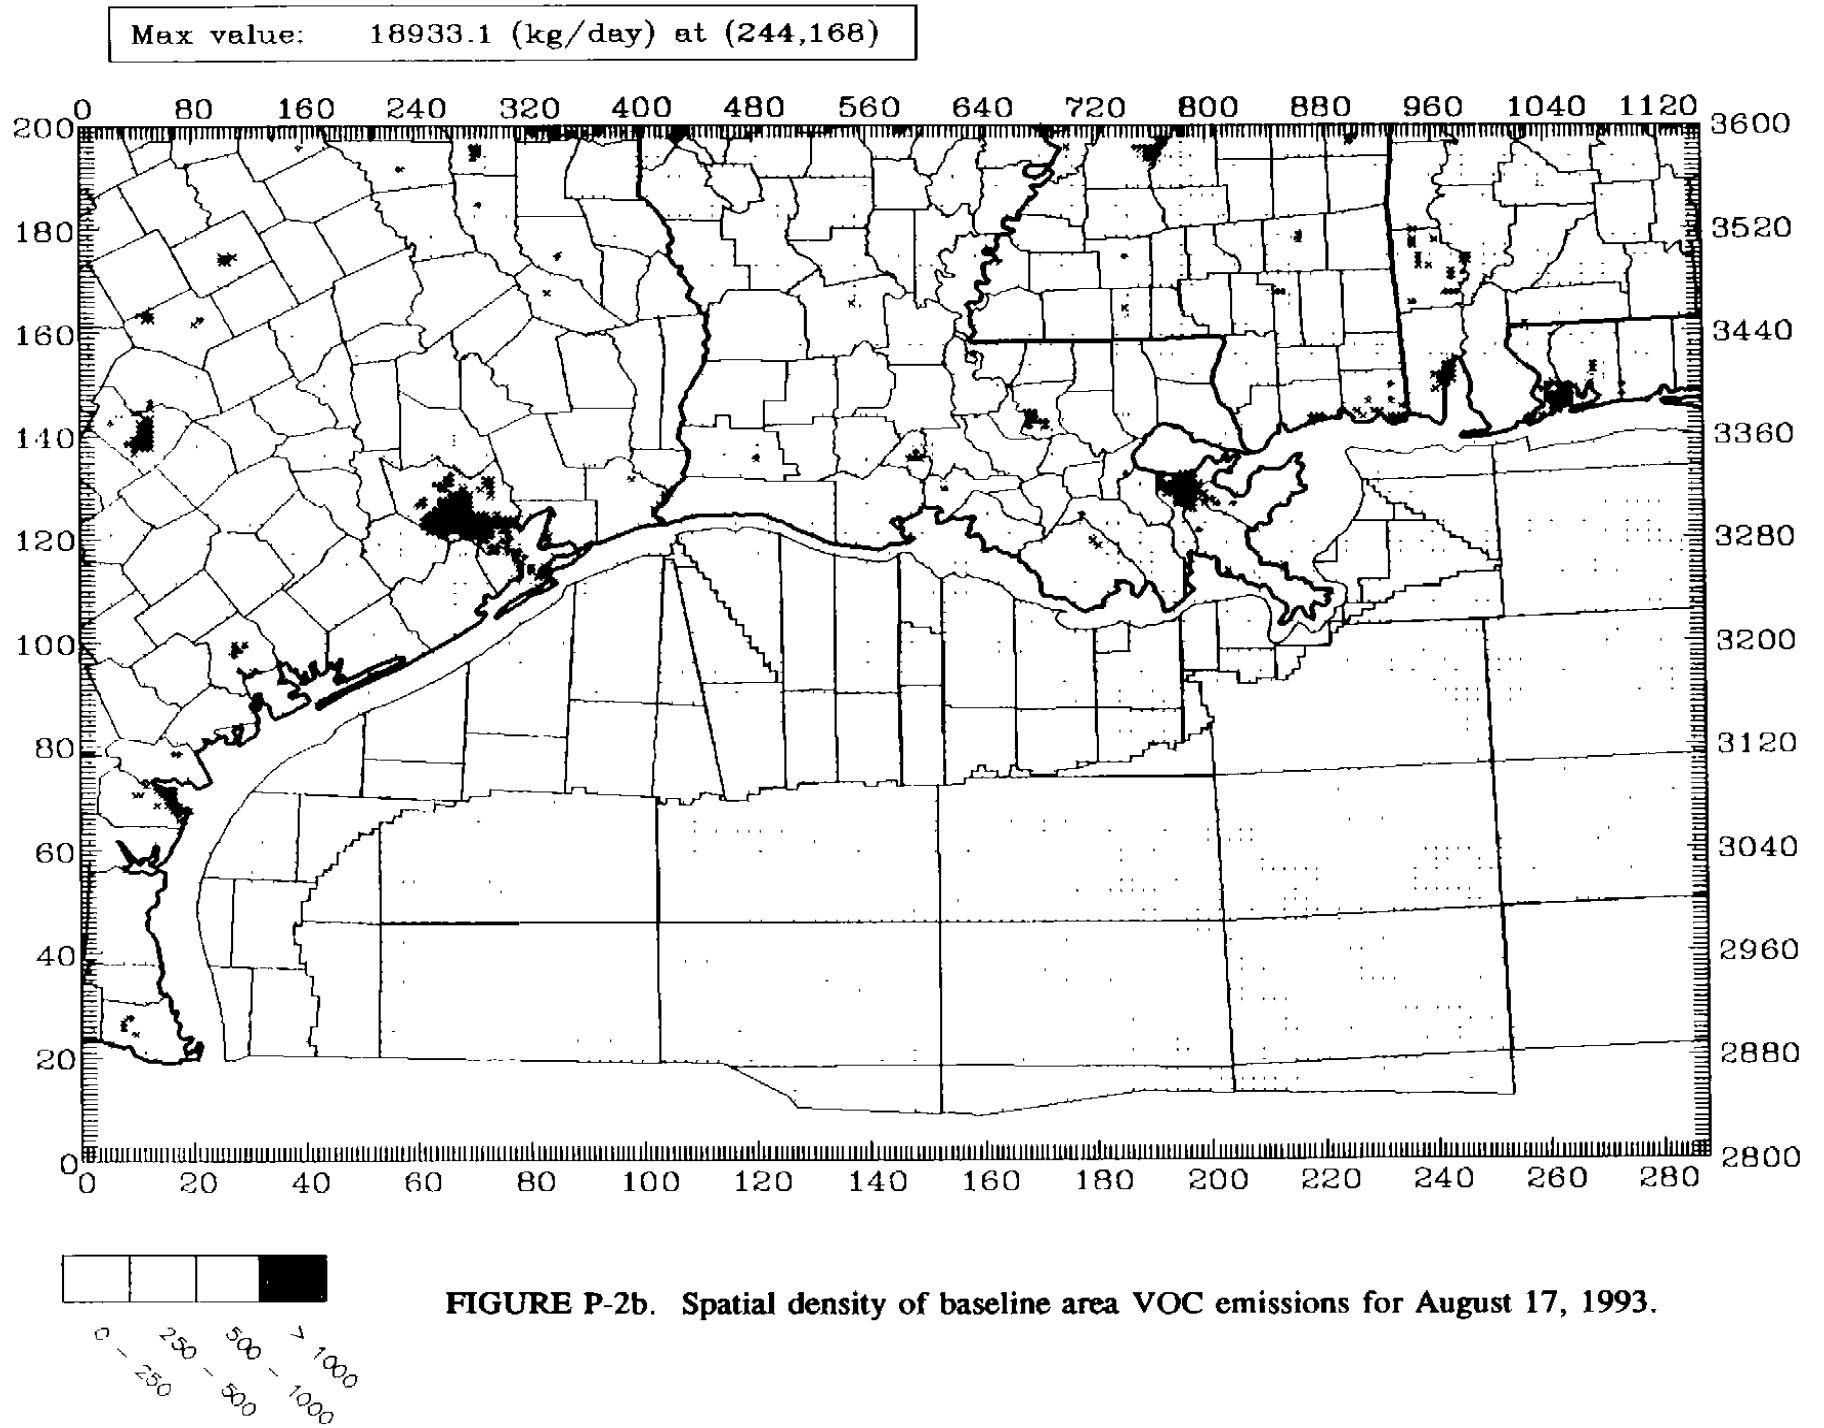 Max value: 18933.1 (kg/day) at (244,168)
0 80 160 240 320 400 480 560 640 720 800 880 960 1040 1120
200 3600
180 3520
160 3440
140 3360
120 3280
100 3200
80 3120
60 3040
40 2960
20 2880
0 2800
0 20 40 60 80 100 120 140 160 180 200 220 240 260 280
0 - 250
250 - 500
500 - 1000
> 1000
FIGURE P-2b. Spatial density of baseline area VOC emissions for August 17, 1993.